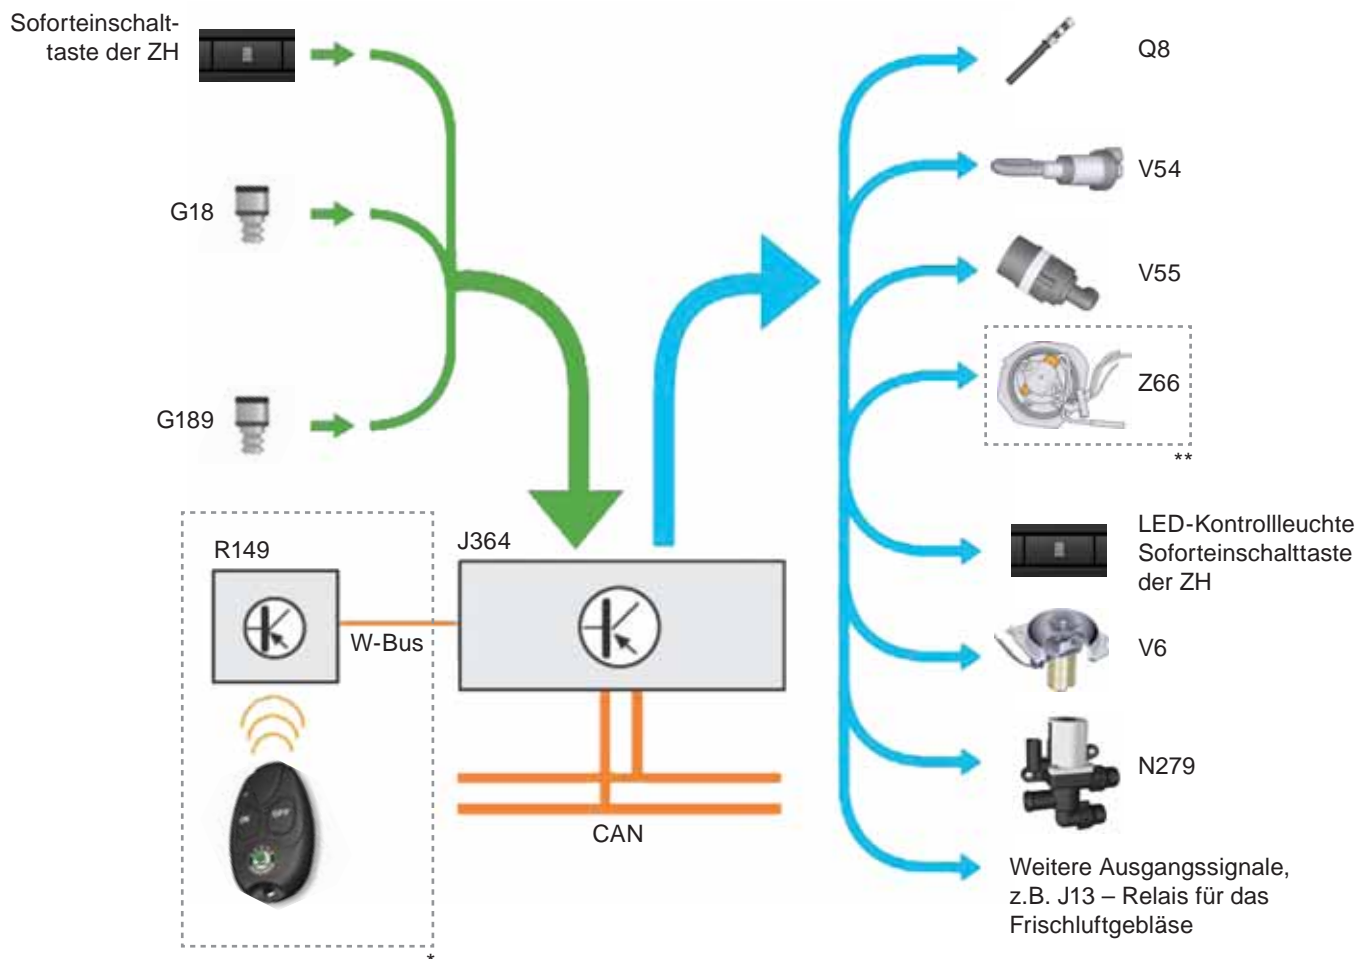 Soforteinschalt-
taste der ZH
G18
G189
R149
W-Bus
J364
CAN
OFF
*
Q8
V54
V55
Z66
**
LED-Kontrollleuchte
Soforteinschalttaste
der ZH
V6
N279
Weitere Ausgangssignale,
z.B. J13 – Relais für das
Frischluftgebläse